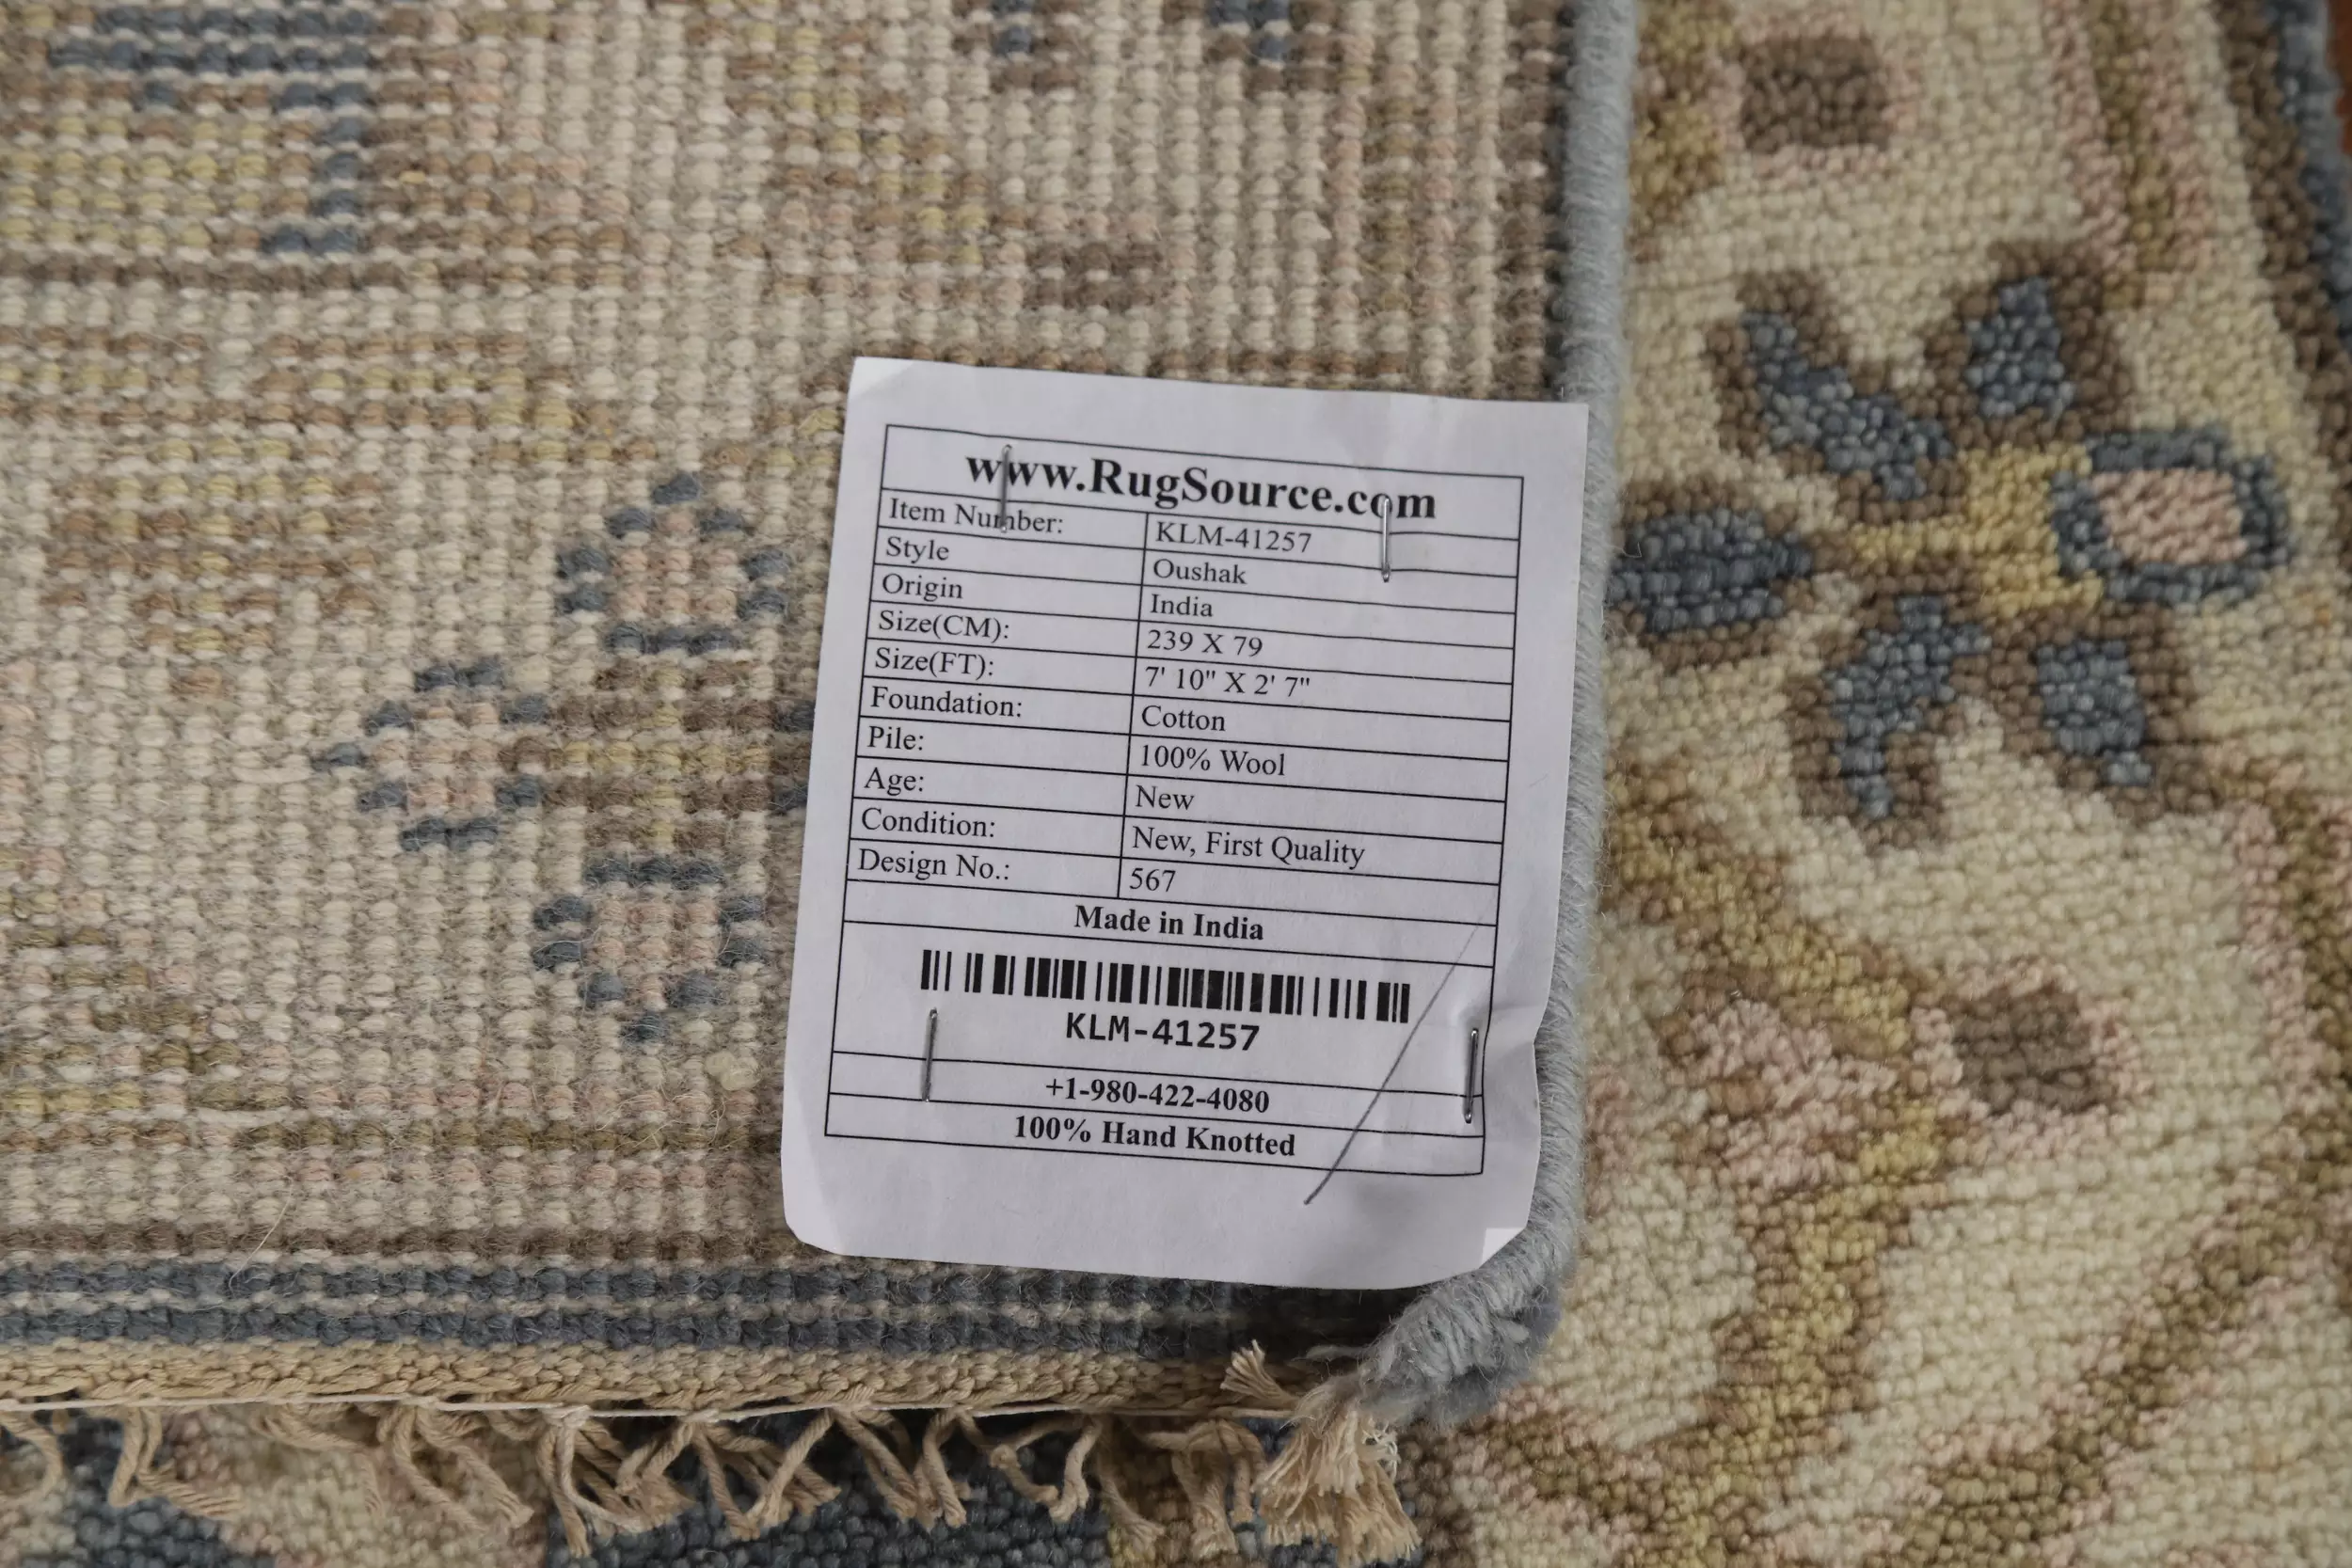 www.RugSource.com
Item Number: KLM-41257
Style Oushak
Origin India
Size(CM): 239 X 79
Size(FT): 7' 10" X 2' 7"
Foundation: Cotton
Pile: 100% Wool
Age: New
Condition: New, First Quality
Design No.: 567
Made in India
KLM-41257
+1-980-422-4080
100% Hand Knotted